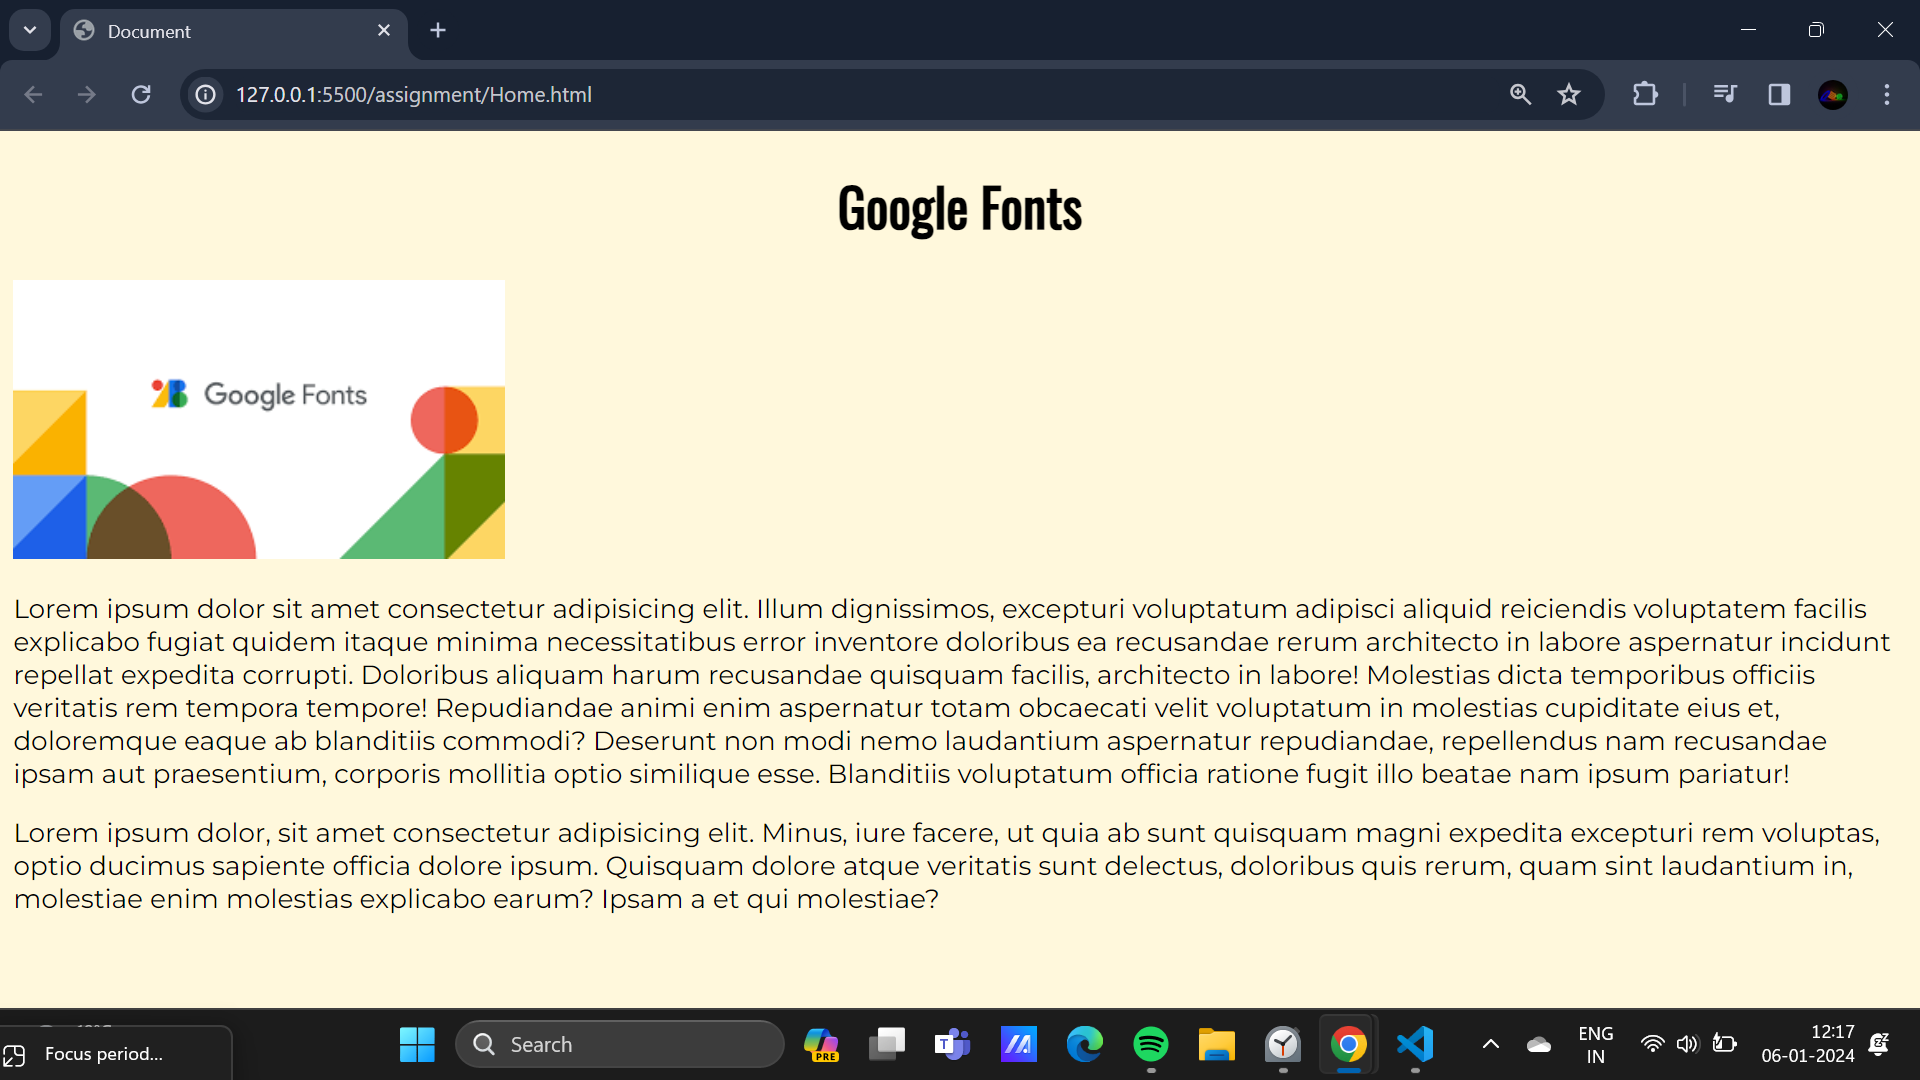 Document
127.0.0.1:5500/assignment/Home.html
Google Fonts
Google Fonts
Lorem ipsum dolor sit amet consectetur adipisicing elit. Illum dignissimos, excepturi voluptatum adipisci aliquid reiciendis voluptatem facilis
explicabo fugiat quidem itaque minima necessitatibus error inventore doloribus ea recusandae rerum architecto in labore aspernatur incidunt
repellat expedita corrupti. Doloribus aliquam harum recusandae quisquam facilis, architecto in labore! Molestias dicta temporibus officiis
veritatis rem tempora tempore! Repudiandae animi enim aspernatur totam obcaecati velit voluptatum in molestias cupiditate eius et,
doloremque eaque ab blanditiis commodi? Deserunt non modi nemo laudantium aspernatur repudiandae, repellendus nam recusandae
ipsam aut praesentium, corporis mollitia optio similique esse. Blanditiis voluptatum officia ratione fugit illo beatae nam ipsum pariatur!
Lorem ipsum dolor, sit amet consectetur adipisicing elit. Minus, iure facere, ut quia ab sunt quisquam magni expedita excepturi rem voluptas,
optio ducimus sapiente officia dolore ipsum. Quisquam dolore atque veritatis sunt delectus, doloribus quis rerum, quam sint laudantium in,
molestiae enim molestias explicabo earum? Ipsam a et qui molestiae?
Focus period...
Search
PRE
T
ENG
IN
12:17
06-01-2024